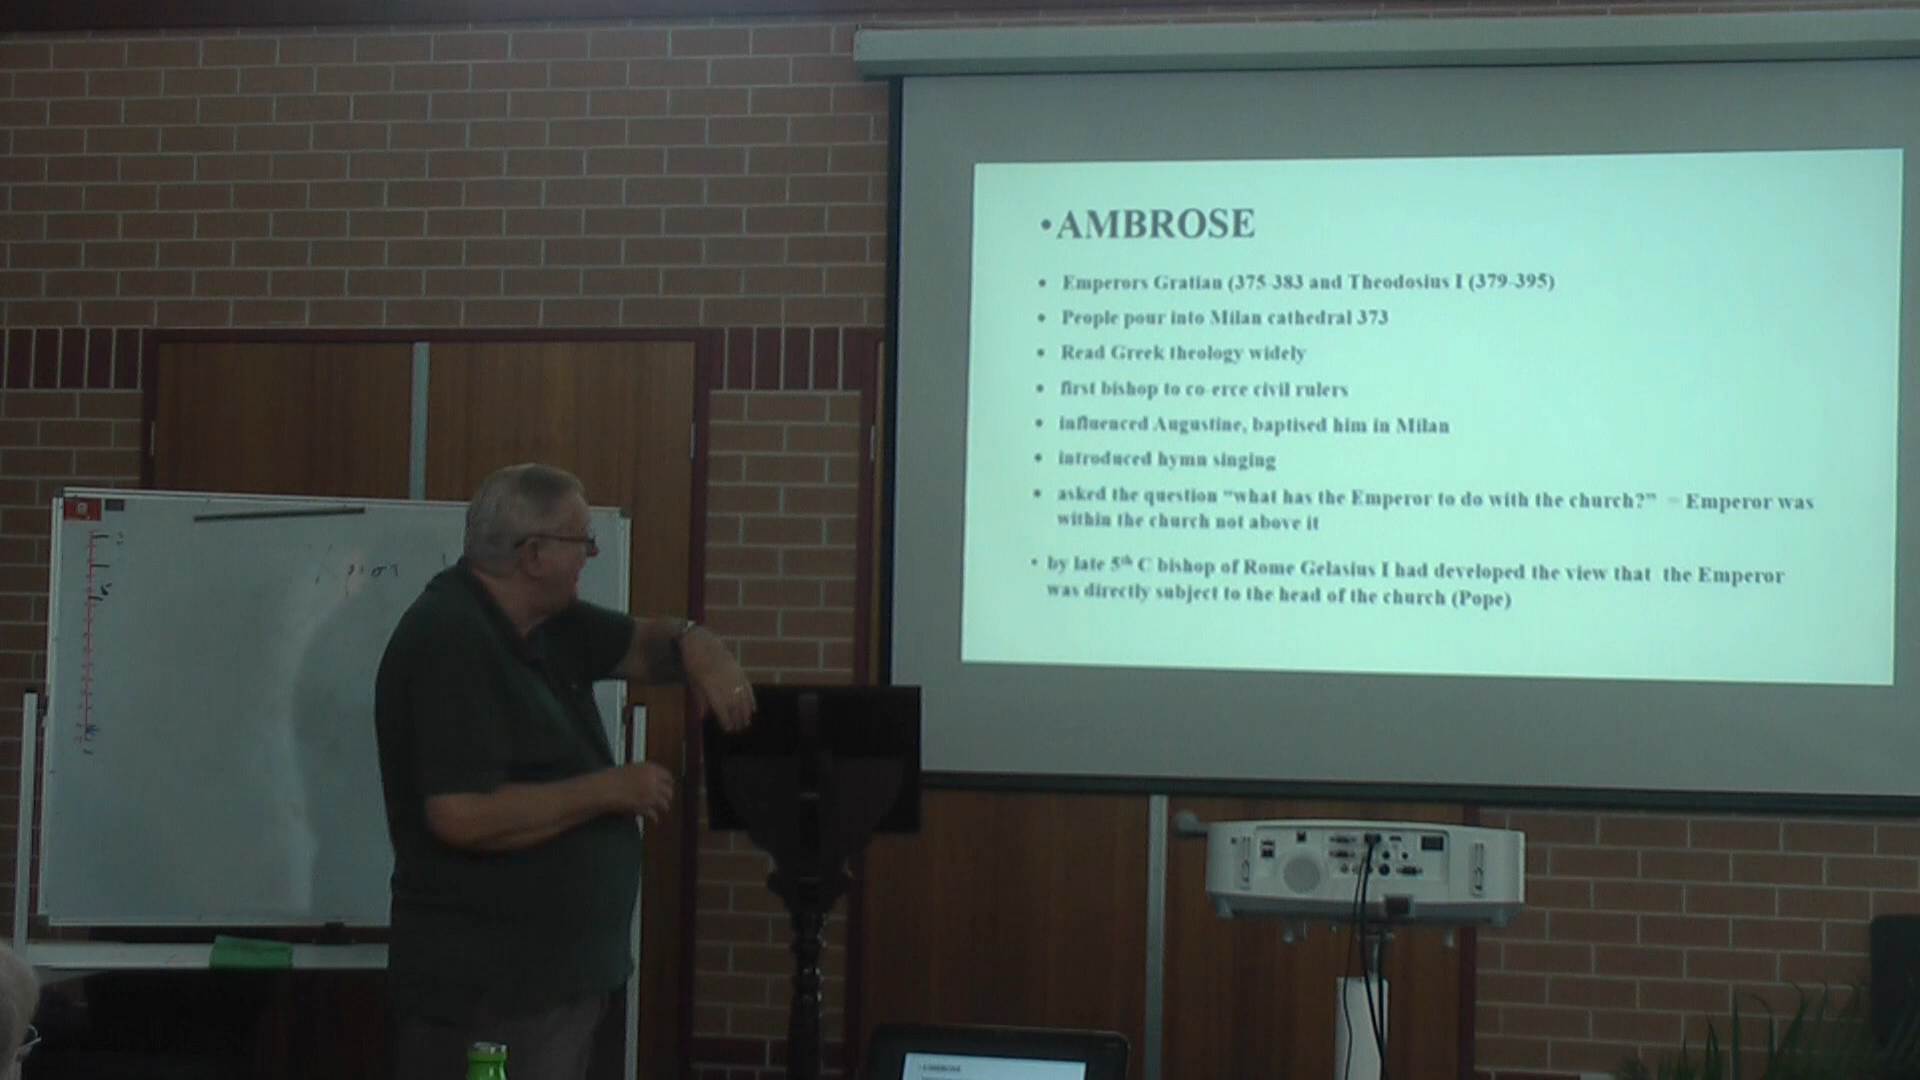 •AMBROSE
• Emperors Gratian (375-383 and Theodosius I (379-395)
• People pour into Milan cathedral 373
• Read Greek theology widely
• first bishop to co-erce civil rulers
• influenced Augustine, baptised him in Milan
• introduced hymn singing
• asked the question “what has the Emperor to do with the church?” – Emperor was
within the church not above it
• by late 5th C bishop of Rome Gelasius I had developed the view that the Emperor
was directly subject to the head of the church (Pope)
• AMBROSE